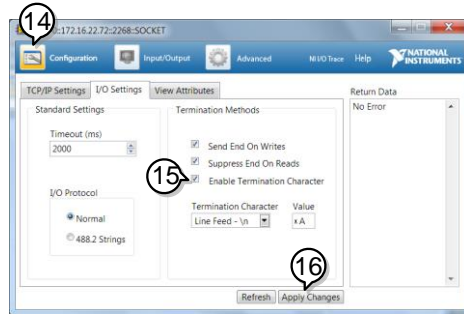 14
::172.16.22.72::2268::SOCKET
Configuration Input/Output Advanced NI I/O Trace Help NATIONAL INSTRUMENTS
TCP/IP Settings I/O Settings View Attributes
Return Data
No Error
Standard Settings
Timeout (ms)
2000
I/O Protocol
Normal
488.2 Strings
Termination Methods
Send End On Writes
Suppress End On Reads
15
Enable Termination Character
Termination Character Value
Line Feed - \n xA
16
Refresh Apply Changes